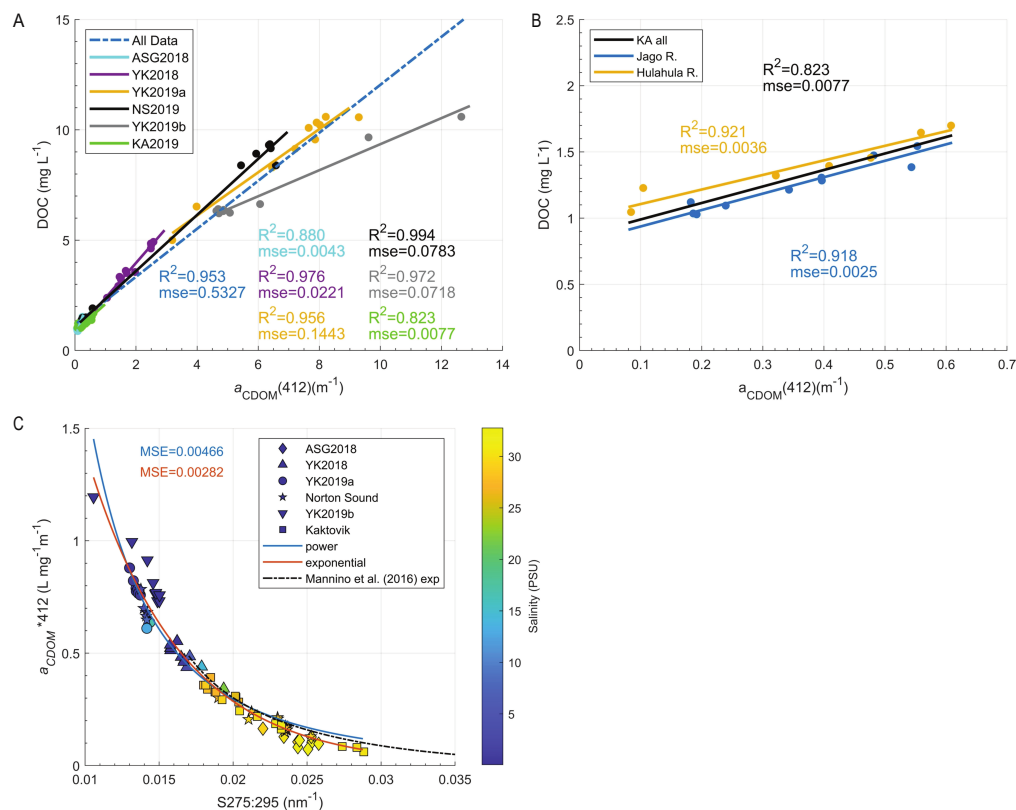 A
15
10
5
0
DOC (mg L-1)
0 2 4 6 8 10 12 14
aCDOM(412)(m-1)
All Data
ASG2018
YK2018
YK2019a
NS2019
YK2019b
KA2019
R2=0.880
mse=0.0043
R2=0.994
mse=0.0783
R2=0.953
mse=0.5327
R2=0.976
mse=0.0221
R2=0.972
mse=0.0718
R2=0.956
mse=0.1443
R2=0.823
mse=0.0077
B
2.5
2
1.5
1
0.5
0
DOC (mg L-1)
0 0.1 0.2 0.3 0.4 0.5 0.6 0.7
aCDOM(412)(m-1)
KA all
Jago R.
Hulahula R.
R2=0.823
mse=0.0077
R2=0.921
mse=0.0036
R2=0.918
mse=0.0025
C
1.5
1
0.5
0
aCDOM*412 (L mg-1m-1)
0.01 0.015 0.02 0.025 0.03 0.035
S275:295 (nm-1)
MSE=0.00466
MSE=0.00282
ASG2018
YK2018
YK2019a
Norton Sound
YK2019b
Kaktovik
power
exponential
Mannino et al. (2016) exp
30
25
20
15
10
5
Salinity (PSU)